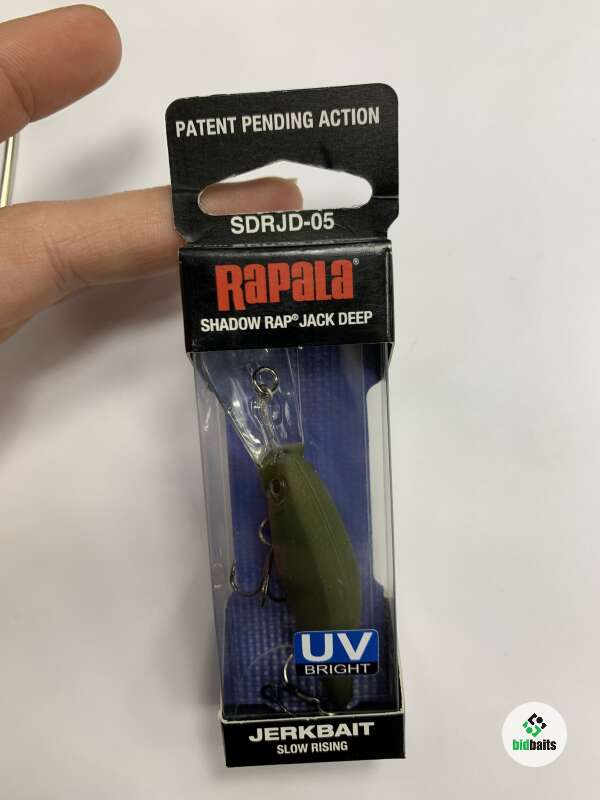 PATENT PENDING ACTION
SDRJD-05
Rapala®
SHADOW RAP® JACK DEEP
UV
BRIGHT
JERKBAIT
SLOW RISING
bidbaits